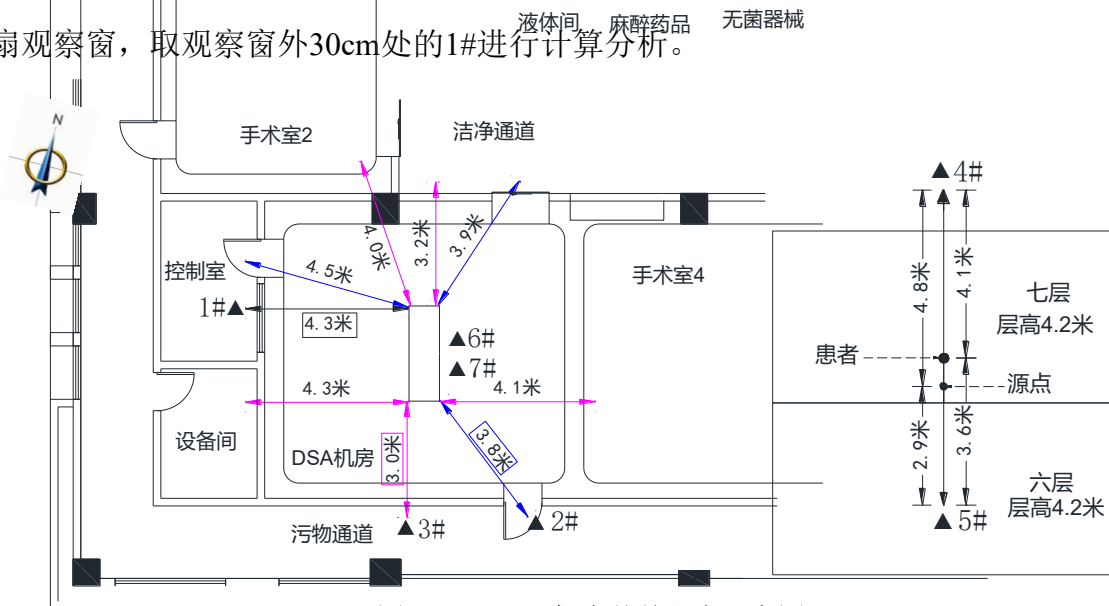 液体间
麻醉药品
无菌器械
扇观察窗，取观察窗外30cm处的1#进行计算分析。
N
手术室2
洁净通道
4.0米
3.2米
3.9米
控制室
4.5米
手术室4
1#
4.3米
6#
7#
4.3米
4.1米
设备间
DSA机房
3.0米
3.8米
污物通道
3#
2#
4#
4.8米
4.1米
七层
层高4.2米
患者
源点
2.9米
3.6米
六层
层高4.2米
5#